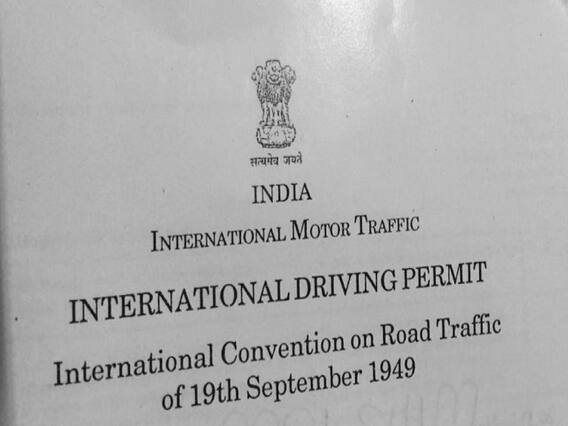 सत्यमेव जयते
INDIA
INTERNATIONAL MOTOR TRAFFIC
INTERNATIONAL DRIVING PERMIT
International Convention on Road Traffic
of 19th September 1949